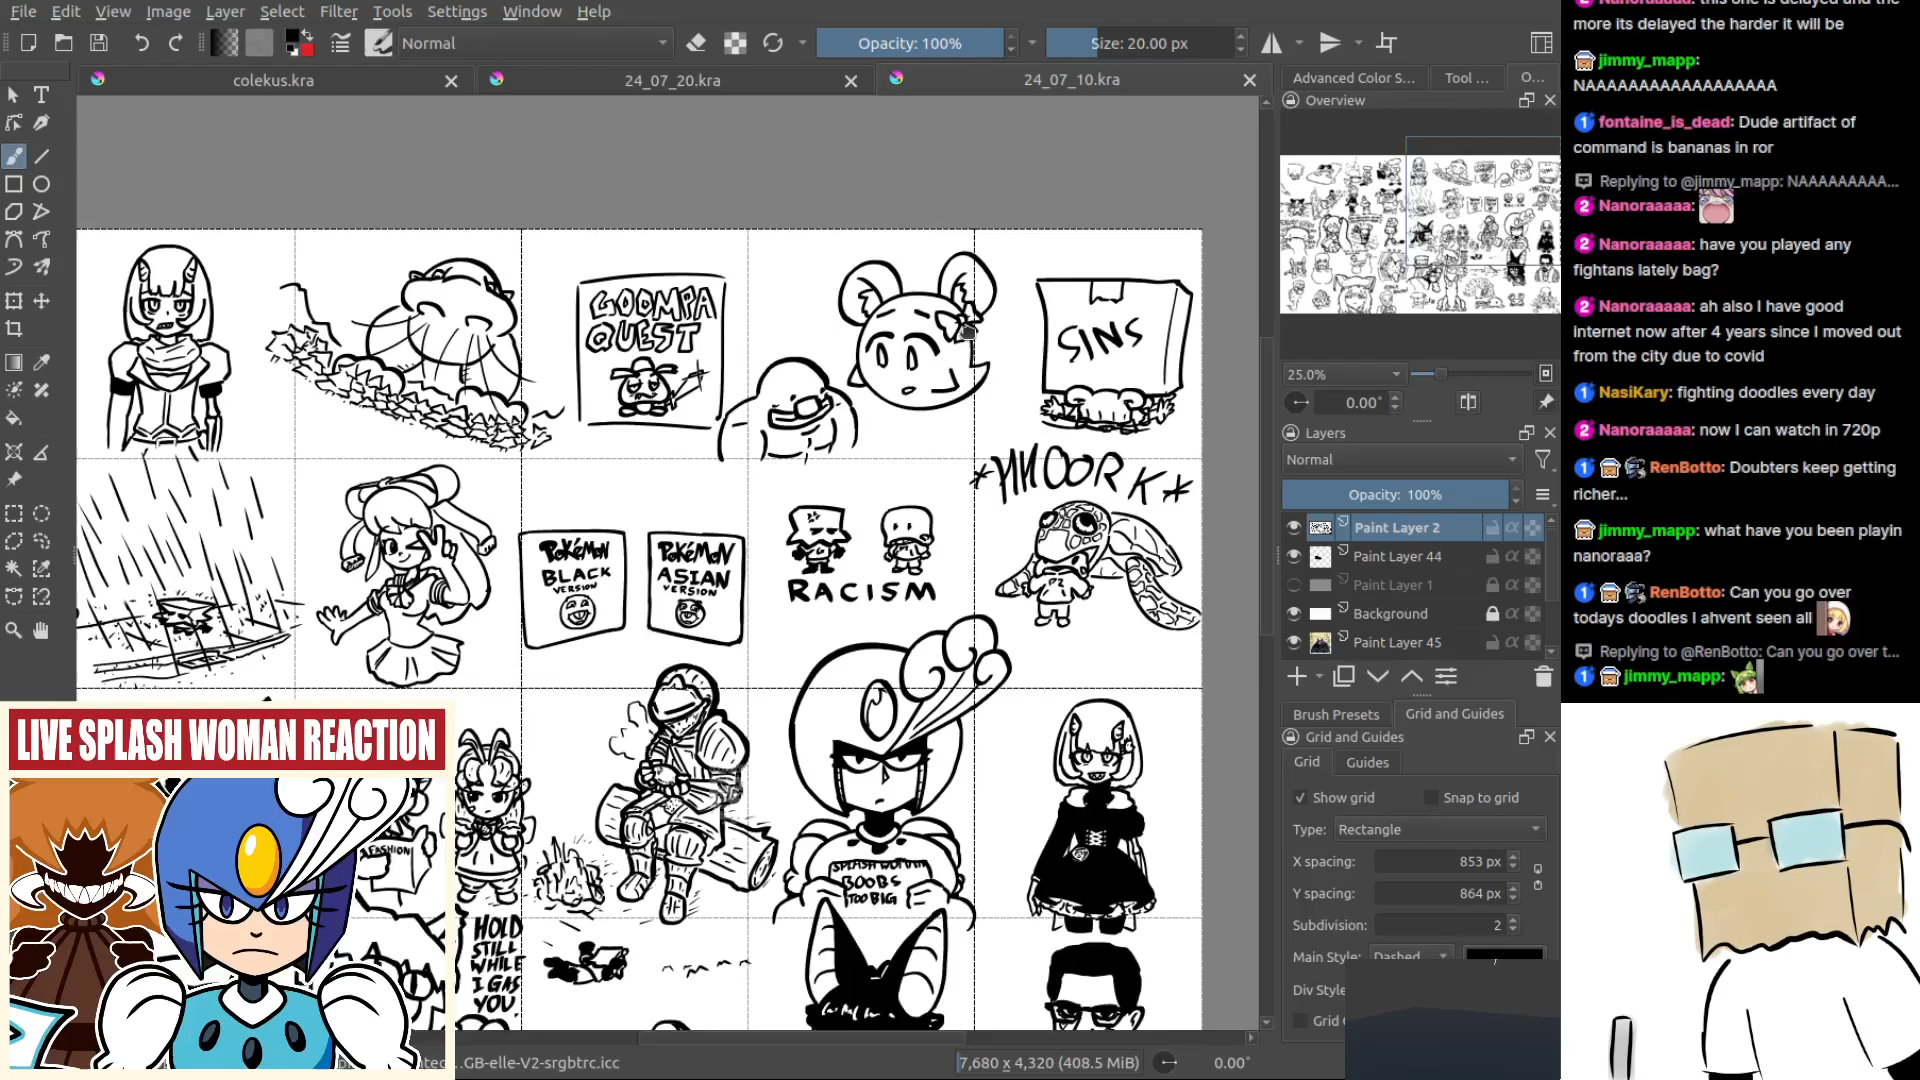 File Edit View Image Layer Select Filter Tools Settings Window Help
Normal
Opacity: 100%
Size: 20.00 px
colekus.kra
24_07_20.kra
24_07_10.kra
Advanced Color S...
Tool ...
O...
Overview
25.0%
0.00°
Layers
Normal
Opacity: 100%
Paint Layer 2
Paint Layer 44
Paint Layer 1
Background
Paint Layer 45
Brush Presets
Grid and Guides
Grid and Guides
Grid
Guides
Show grid
Snap to grid
Type: Rectangle
X spacing: 853 px
Y spacing: 864 px
Subdivision: 2
Main Style: Dashed
Div Style
Grid
GOOMPA
QUEST
SINS
*HHOORK*
POKéMON
BLACK
VERSION
POKéMON
ASIAN
VERSION
RACISM
P2
SPLASH WOMAN
BOOBS
TOO BIG
HOLD
STILL
WHILE
I GAS
YOU.
FASHION
LIVE SPLASH WOMAN REACTION
...GB-elle-V2-srgbtrc.icc
7,680 x 4,320 (408.5 MiB)
0.00°
more its delayed the harder it will be
jimmy_mapp:
NAAAAAAAAAAAAAAAAAA
fontaine_is_dead: Dude artifact of
command is bananas in ror
Replying to @jimmy_mapp: NAAAAAAAAA...
Nanoraaaaa:
Nanoraaaaa: have you played any
fightans lately bag?
Nanoraaaaa: ah also I have good
internet now after 4 years since I moved out
from the city due to covid
NasiKary: fighting doodles every day
Nanoraaaaa: now I can watch in 720p
RenBotto: Doubters keep getting
richer...
jimmy_mapp: what have you been playin
nanoraaa?
RenBotto: Can you go over
todays doodles I ahvent seen all
Replying to @RenBotto: Can you go over t...
jimmy_mapp: